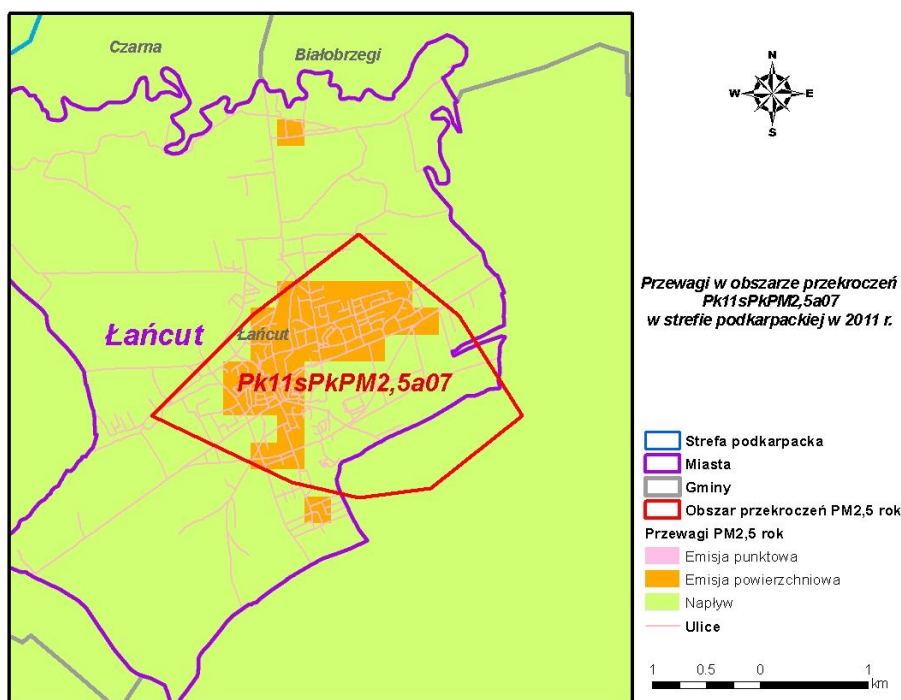 Czarna
Białobrzegi
N
W E
S
Przewagi w obszarze przekroczeń
Pk11sPkPM2,5a07
w strefie podkarpackiej w 2011 r.
Łańcut
Łańcut
Pk11sPkPM2,5a07
Strefa podkarpacka
Miasta
Gminy
Obszar przekroczeń PM2,5 rok
Przewagi PM2,5 rok
Emisja punktowa
Emisja powierzchniowa
Napływ
Ulice
1 0.5 0 1
km